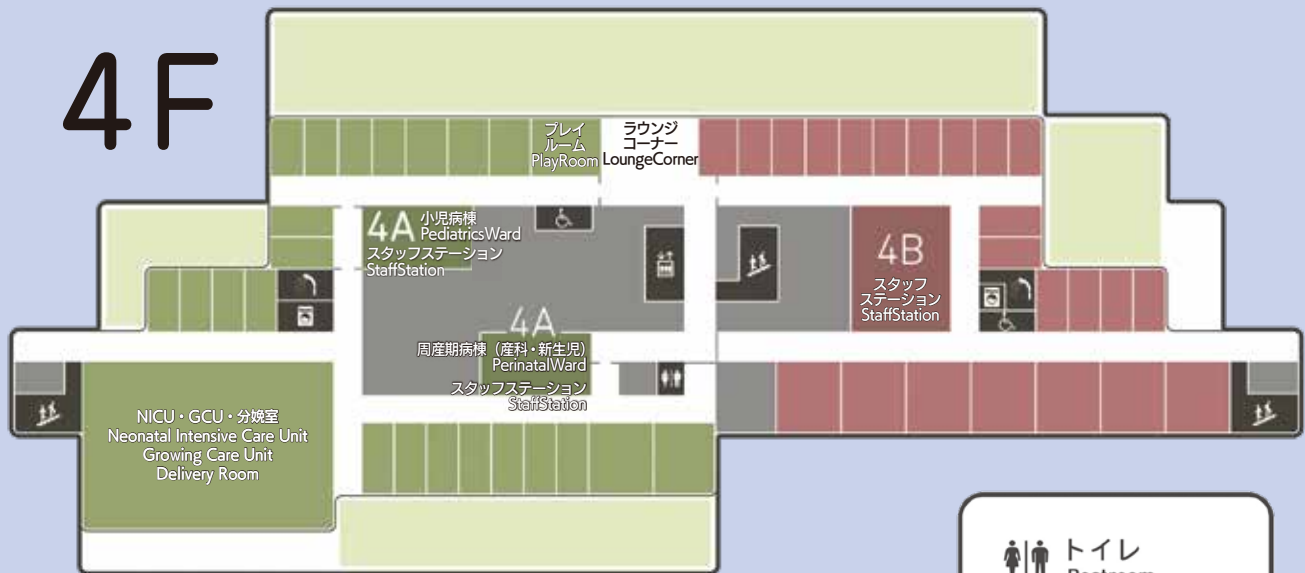 4F
プレイ
ルーム
PlayRoom
ラウンジ
コーナー
LoungeCorner
4A 小児病棟
PediatricsWard
スタッフステーション
StaffStation
4B
スタッフ
ステーション
StaffStation
4A
周産期病棟（産科・新生児）
PerinatalWard
スタッフステーション
StaffStation
NICU・GCU・分娩室
Neonatal Intensive Care Unit
Growing Care Unit
Delivery Room
トイレ